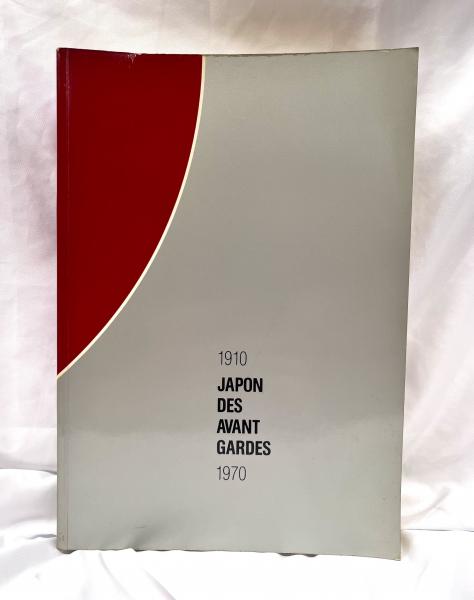 1910
JAPON
DES
AVANT
GARDES
1970